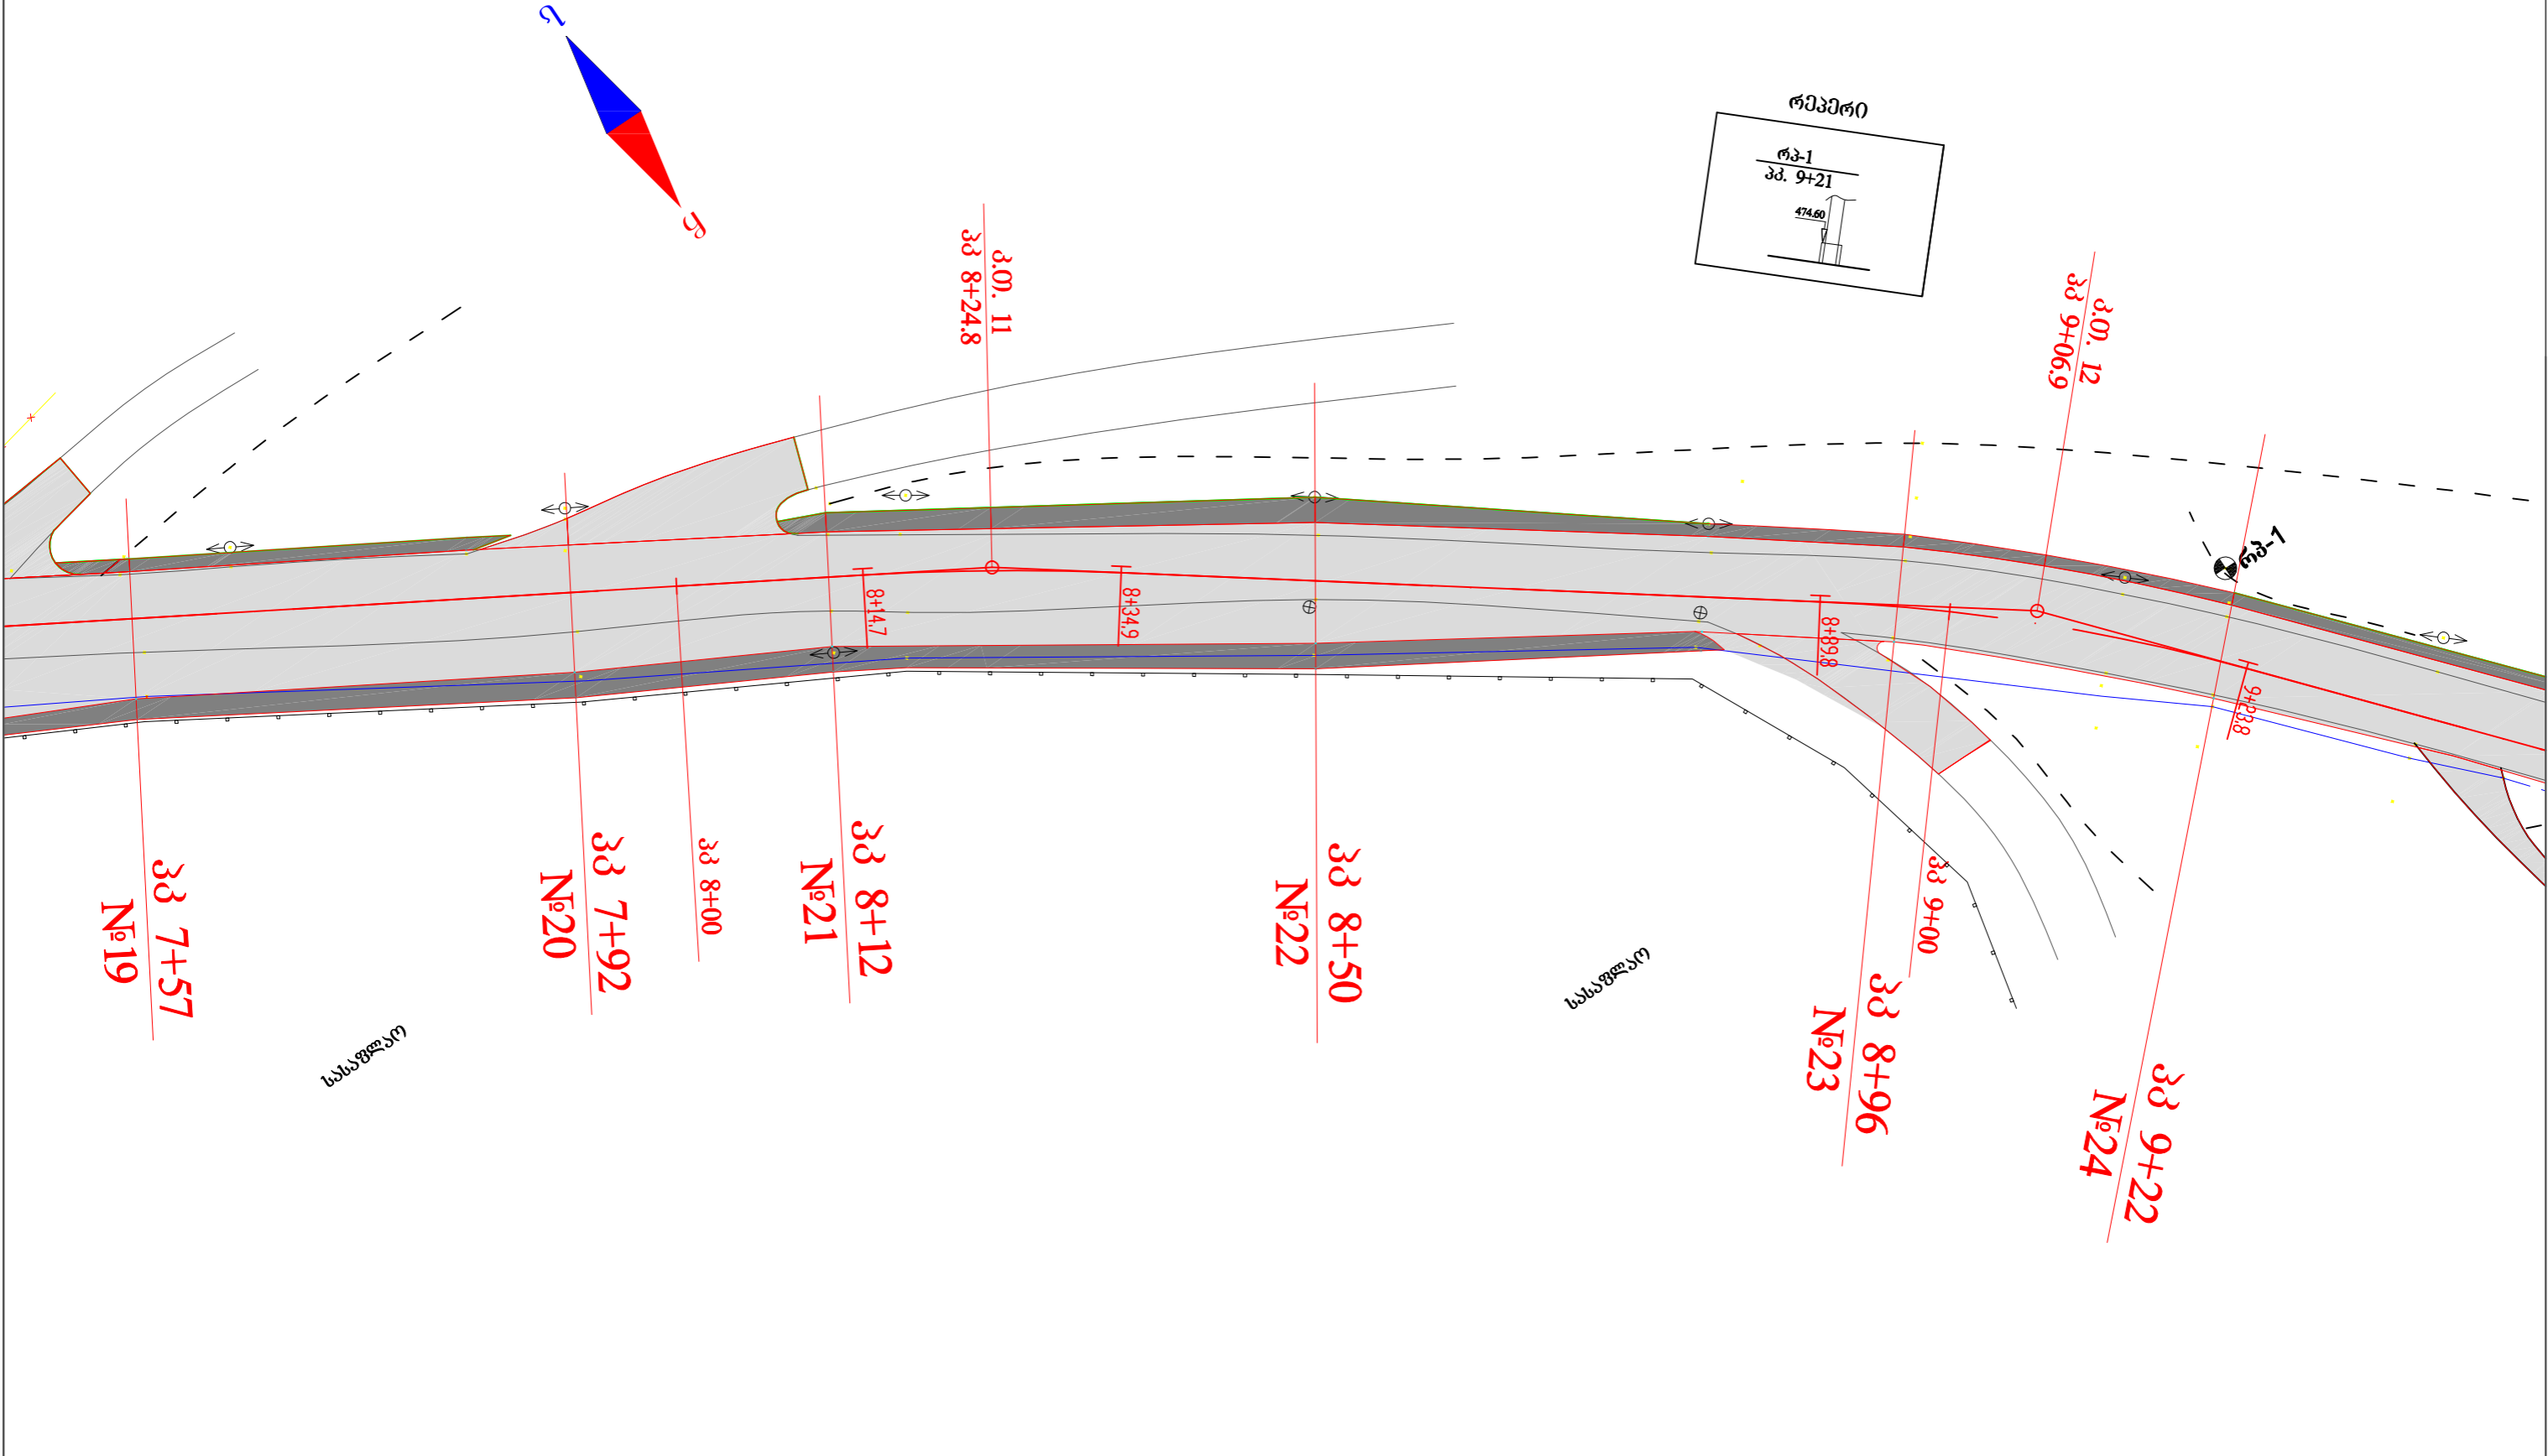 ს
ჩ
რეპერი
რპ-1
პკ. 9+21
474.60
კ.თ. 11
პკ 8+24.8
კ.თ. 12
პკ 9+06.9
რპ-1
8+14,7
8+34,9
8+89,8
9+23,8
პკ 7+57
№19
პკ 7+92
№20
პკ 8+00
პკ 8+12
№21
პკ 8+50
№22
პკ 8+96
№23
პკ 9+00
პკ 9+22
№24
სასაფლაო
სასაფლაო